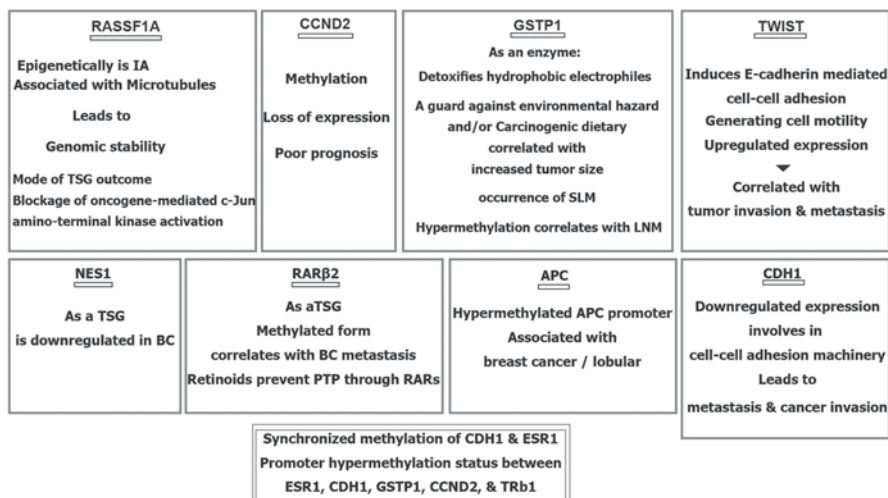 RASSF1A
Epigenetically is IA
Associated with Microtubules
Leads to
Genomic stability
Mode of TSG outcome
Blockage of oncogene-mediated c-Jun
amino-terminal kinase activation
CCND2
Methylation
Loss of expression
Poor prognosis
GSTP1
As an enzyme:
Detoxifies hydrophobic electrophiles
A guard against environmental hazard
and/or Carcinogenic dietary
correlated with
increased tumor size
occurrence of SLM
Hypermethylation correlates with LNM
TWIST
Induces E-cadherin mediated
cell-cell adhesion
Generating cell motility
Upregulated expression
Correlated with
tumor invasion & metastasis
NES1
As a TSG
is downregulated in BC
RARβ2
As aTSG
Methylated form
correlates with BC metastasis
Retinoids prevent PTP through RARs
APC
Hypermethylated APC promoter
Associated with
breast cancer / lobular
CDH1
Downregulated expression
involves in
cell-cell adhesion machinery
Leads to
metastasis & cancer invasion
Synchronized methylation of CDH1 & ESR1
Promoter hypermethylation status between
ESR1, CDH1, GSTP1, CCND2, & TRb1